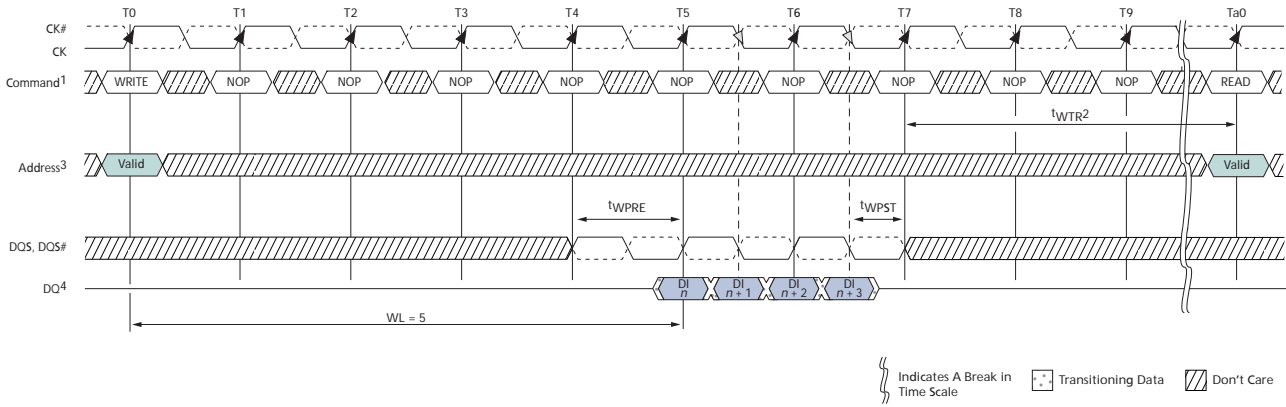 T0 T1 T2 T3 T4 T5 T6 T7 T8 T9 Ta0
CK#
CK
Command1 WRITE NOP NOP NOP NOP NOP NOP NOP NOP NOP READ
tWTR2
Address3 Valid Valid
tWPRE tWPST
DQS, DQS#
DQ4 DI n DI n + 1 DI n + 2 DI n + 3
WL = 5
Indicates A Break in
Time Scale
Transitioning Data
Don't Care